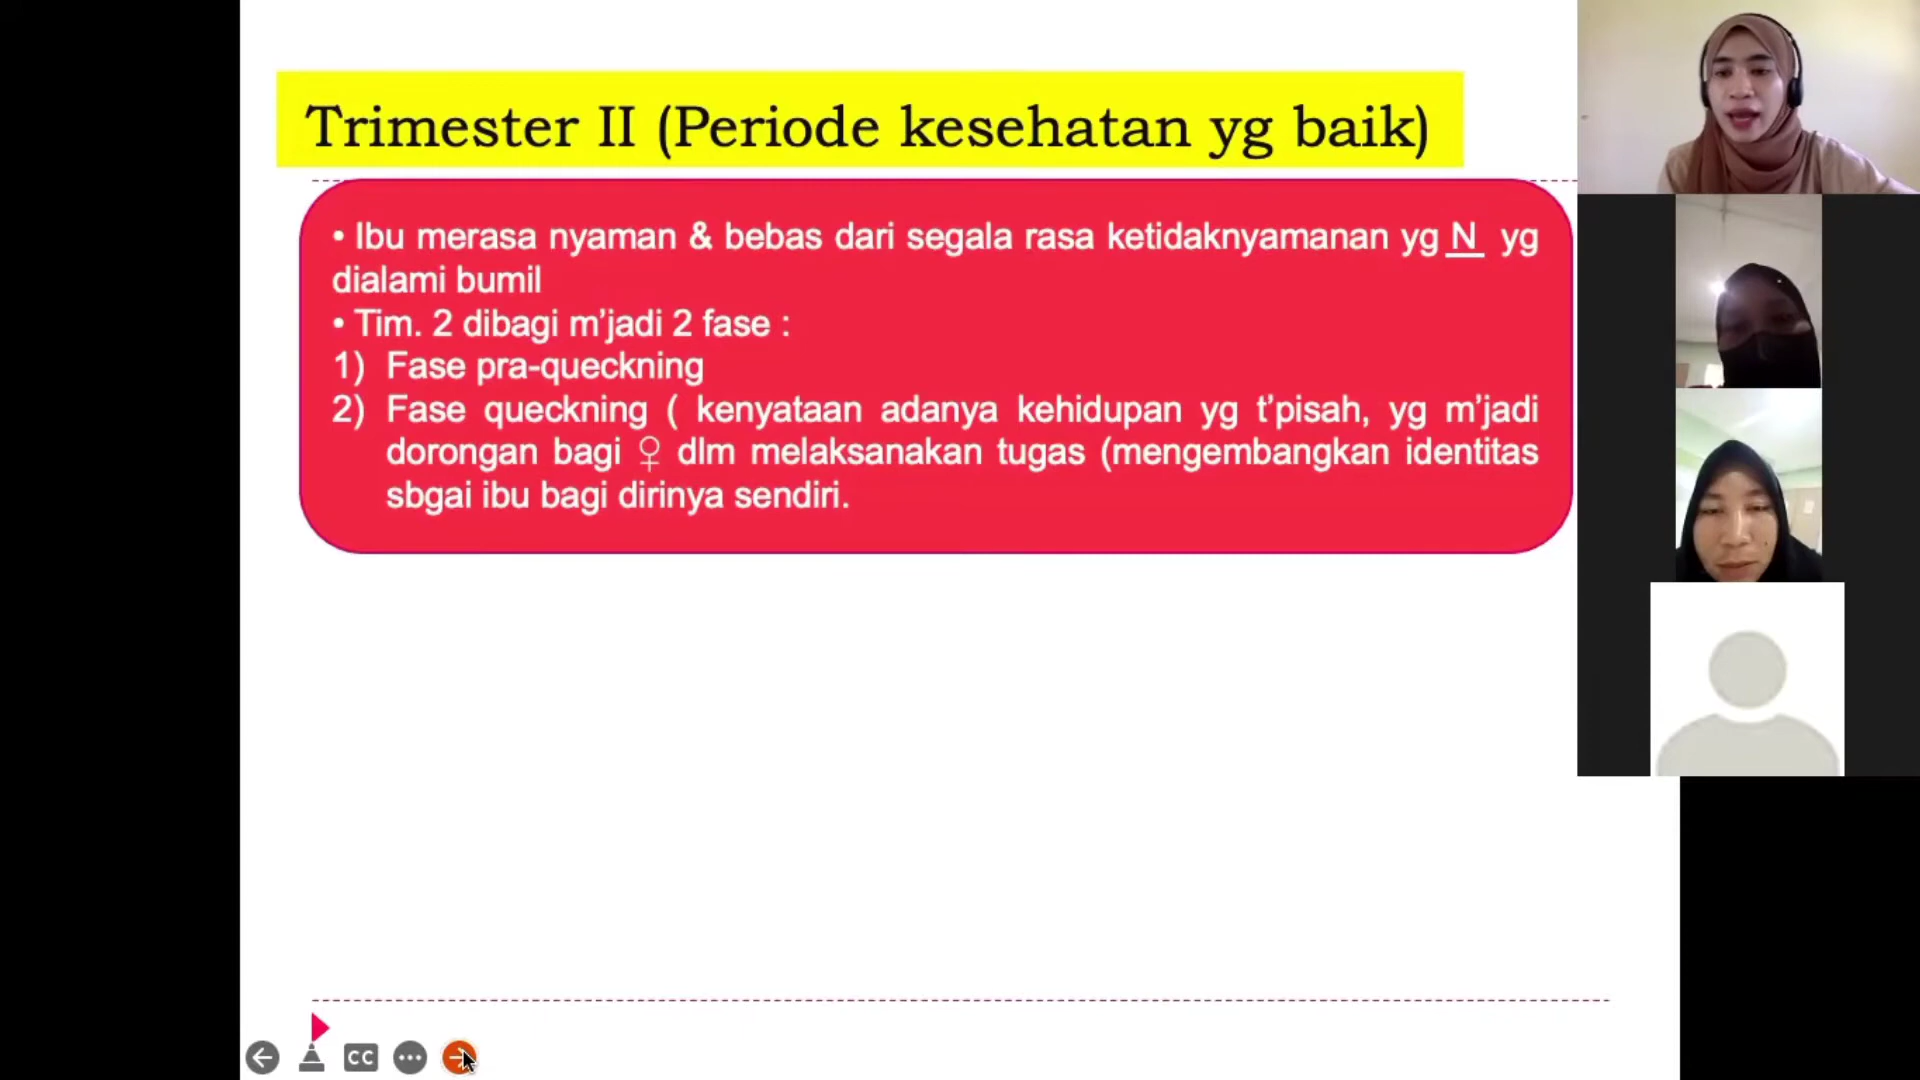 Trimester II (Periode kesehatan yg baik)
• Ibu merasa nyaman & bebas dari segala rasa ketidaknyamanan yg N yg
dialami bumil
• Tim. 2 dibagi m’jadi 2 fase :
1) Fase pra-queckning
2) Fase queckning ( kenyataan adanya kehidupan yg t’pisah, yg m’jadi
dorongan bagi ♀ dlm melaksanakan tugas (mengembangkan identitas
sbgai ibu bagi dirinya sendiri.
CC